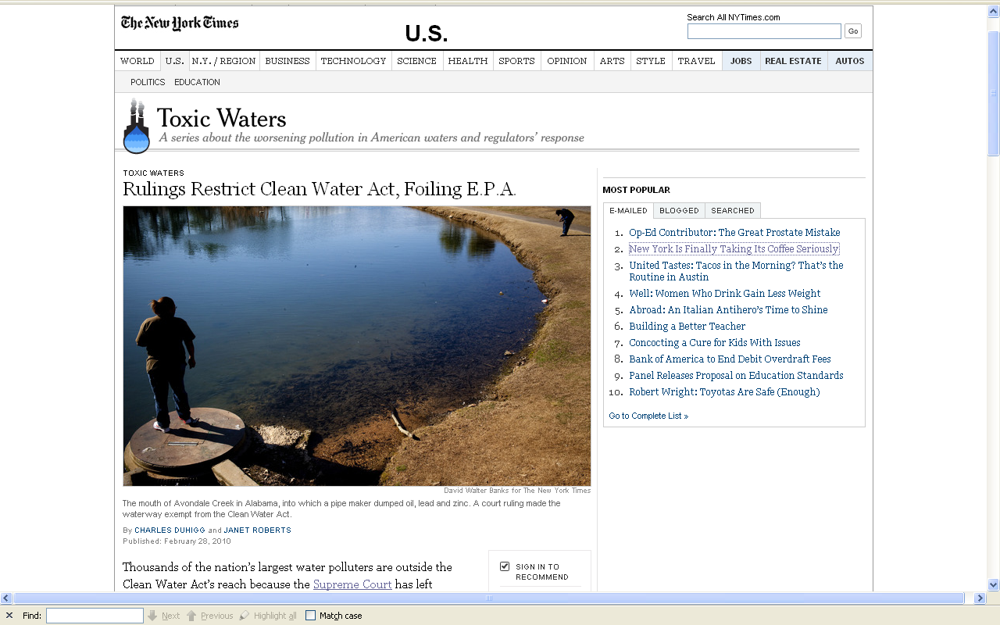 The New York Times
U.S.
Search All NYTimes.com
Go
WORLD U.S. N.Y. / REGION BUSINESS TECHNOLOGY SCIENCE HEALTH SPORTS OPINION ARTS STYLE TRAVEL JOBS REAL ESTATE AUTOS
POLITICS EDUCATION
Toxic Waters
A series about the worsening pollution in American waters and regulators' response
TOXIC WATERS
Rulings Restrict Clean Water Act, Foiling E.P.A.
David Walter Banks for The New York Times
The mouth of Avondale Creek in Alabama, into which a pipe maker dumped oil, lead and zinc. A court ruling made the
waterway exempt from the Clean Water Act.
By CHARLES DUHIGG and JANET ROBERTS
Published: February 28, 2010
Thousands of the nation's largest water polluters are outside the
Clean Water Act's reach because the Supreme Court has left
SIGN IN TO
RECOMMEND
MOST POPULAR
E-MAILED BLOGGED SEARCHED
1. Op-Ed Contributor: The Great Prostate Mistake
2. New York Is Finally Taking Its Coffee Seriously
3. United Tastes: Tacos in the Morning? That's the
Routine in Austin
4. Well: Women Who Drink Gain Less Weight
5. Abroad: An Italian Antihero's Time to Shine
6. Building a Better Teacher
7. Concocting a Cure for Kids With Issues
8. Bank of America to End Debit Overdraft Fees
9. Panel Releases Proposal on Education Standards
10. Robert Wright: Toyotas Are Safe (Enough)
Go to Complete List »
Find: Next Previous Highlight all Match case